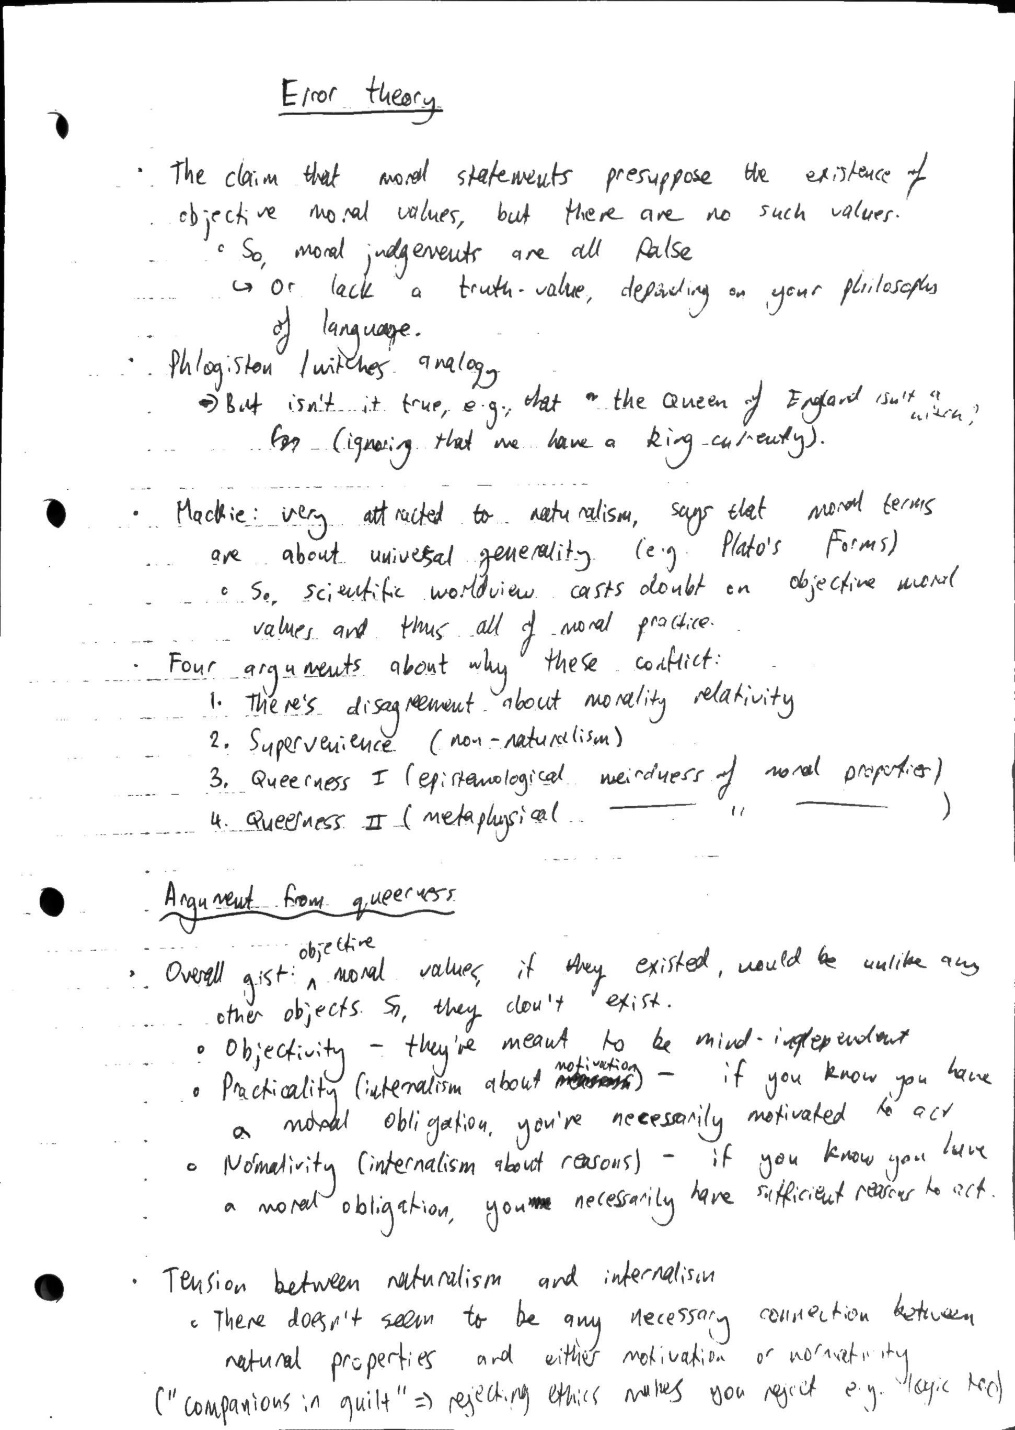 Error theory
· The claim that moral statements presuppose the existence of
objective moral values, but there are no such values.
° So, moral judgements are all false
↳ Or lack a truth-value, depending on your philosophy
of language.
· Phlogiston / witches analogy
⇒ But isn't it true, e.g., that the Queen of England isn't a witch?
(ignoring that we have a king currently).
· Mackie: very attracted to naturalism, says that moral terms
are about universal generality (e.g. Plato's Forms)
° So, scientific worldview casts doubt on objective moral
values and thus all of moral practice.
· Four arguments about why these conflict:
1. There's disagreement about morality relativity
2. Supervenience (non-naturalism)
3. Queerness I (epistemological weirdness of moral properties)
4. Queerness II (metaphysical —— " ——)
Argument from queerness
· Overall gist: objective moral values, if they existed, would be unlike any
other objects. So, they don't exist.
° Objectivity – they're meant to be mind-independent
° Practicality (internalism about motivation) – if you know you have
a moral obligation, you're necessarily motivated to act
° Normativity (internalism about reasons) – if you know you have
a moral obligation, you necessarily have sufficient reasons to act.
· Tension between naturalism and internalism
° There doesn't seem to be any necessary connection between
natural properties and either motivation or normativity
("companions in guilt" ⇒ rejecting ethics makes you reject e.g. logic too)